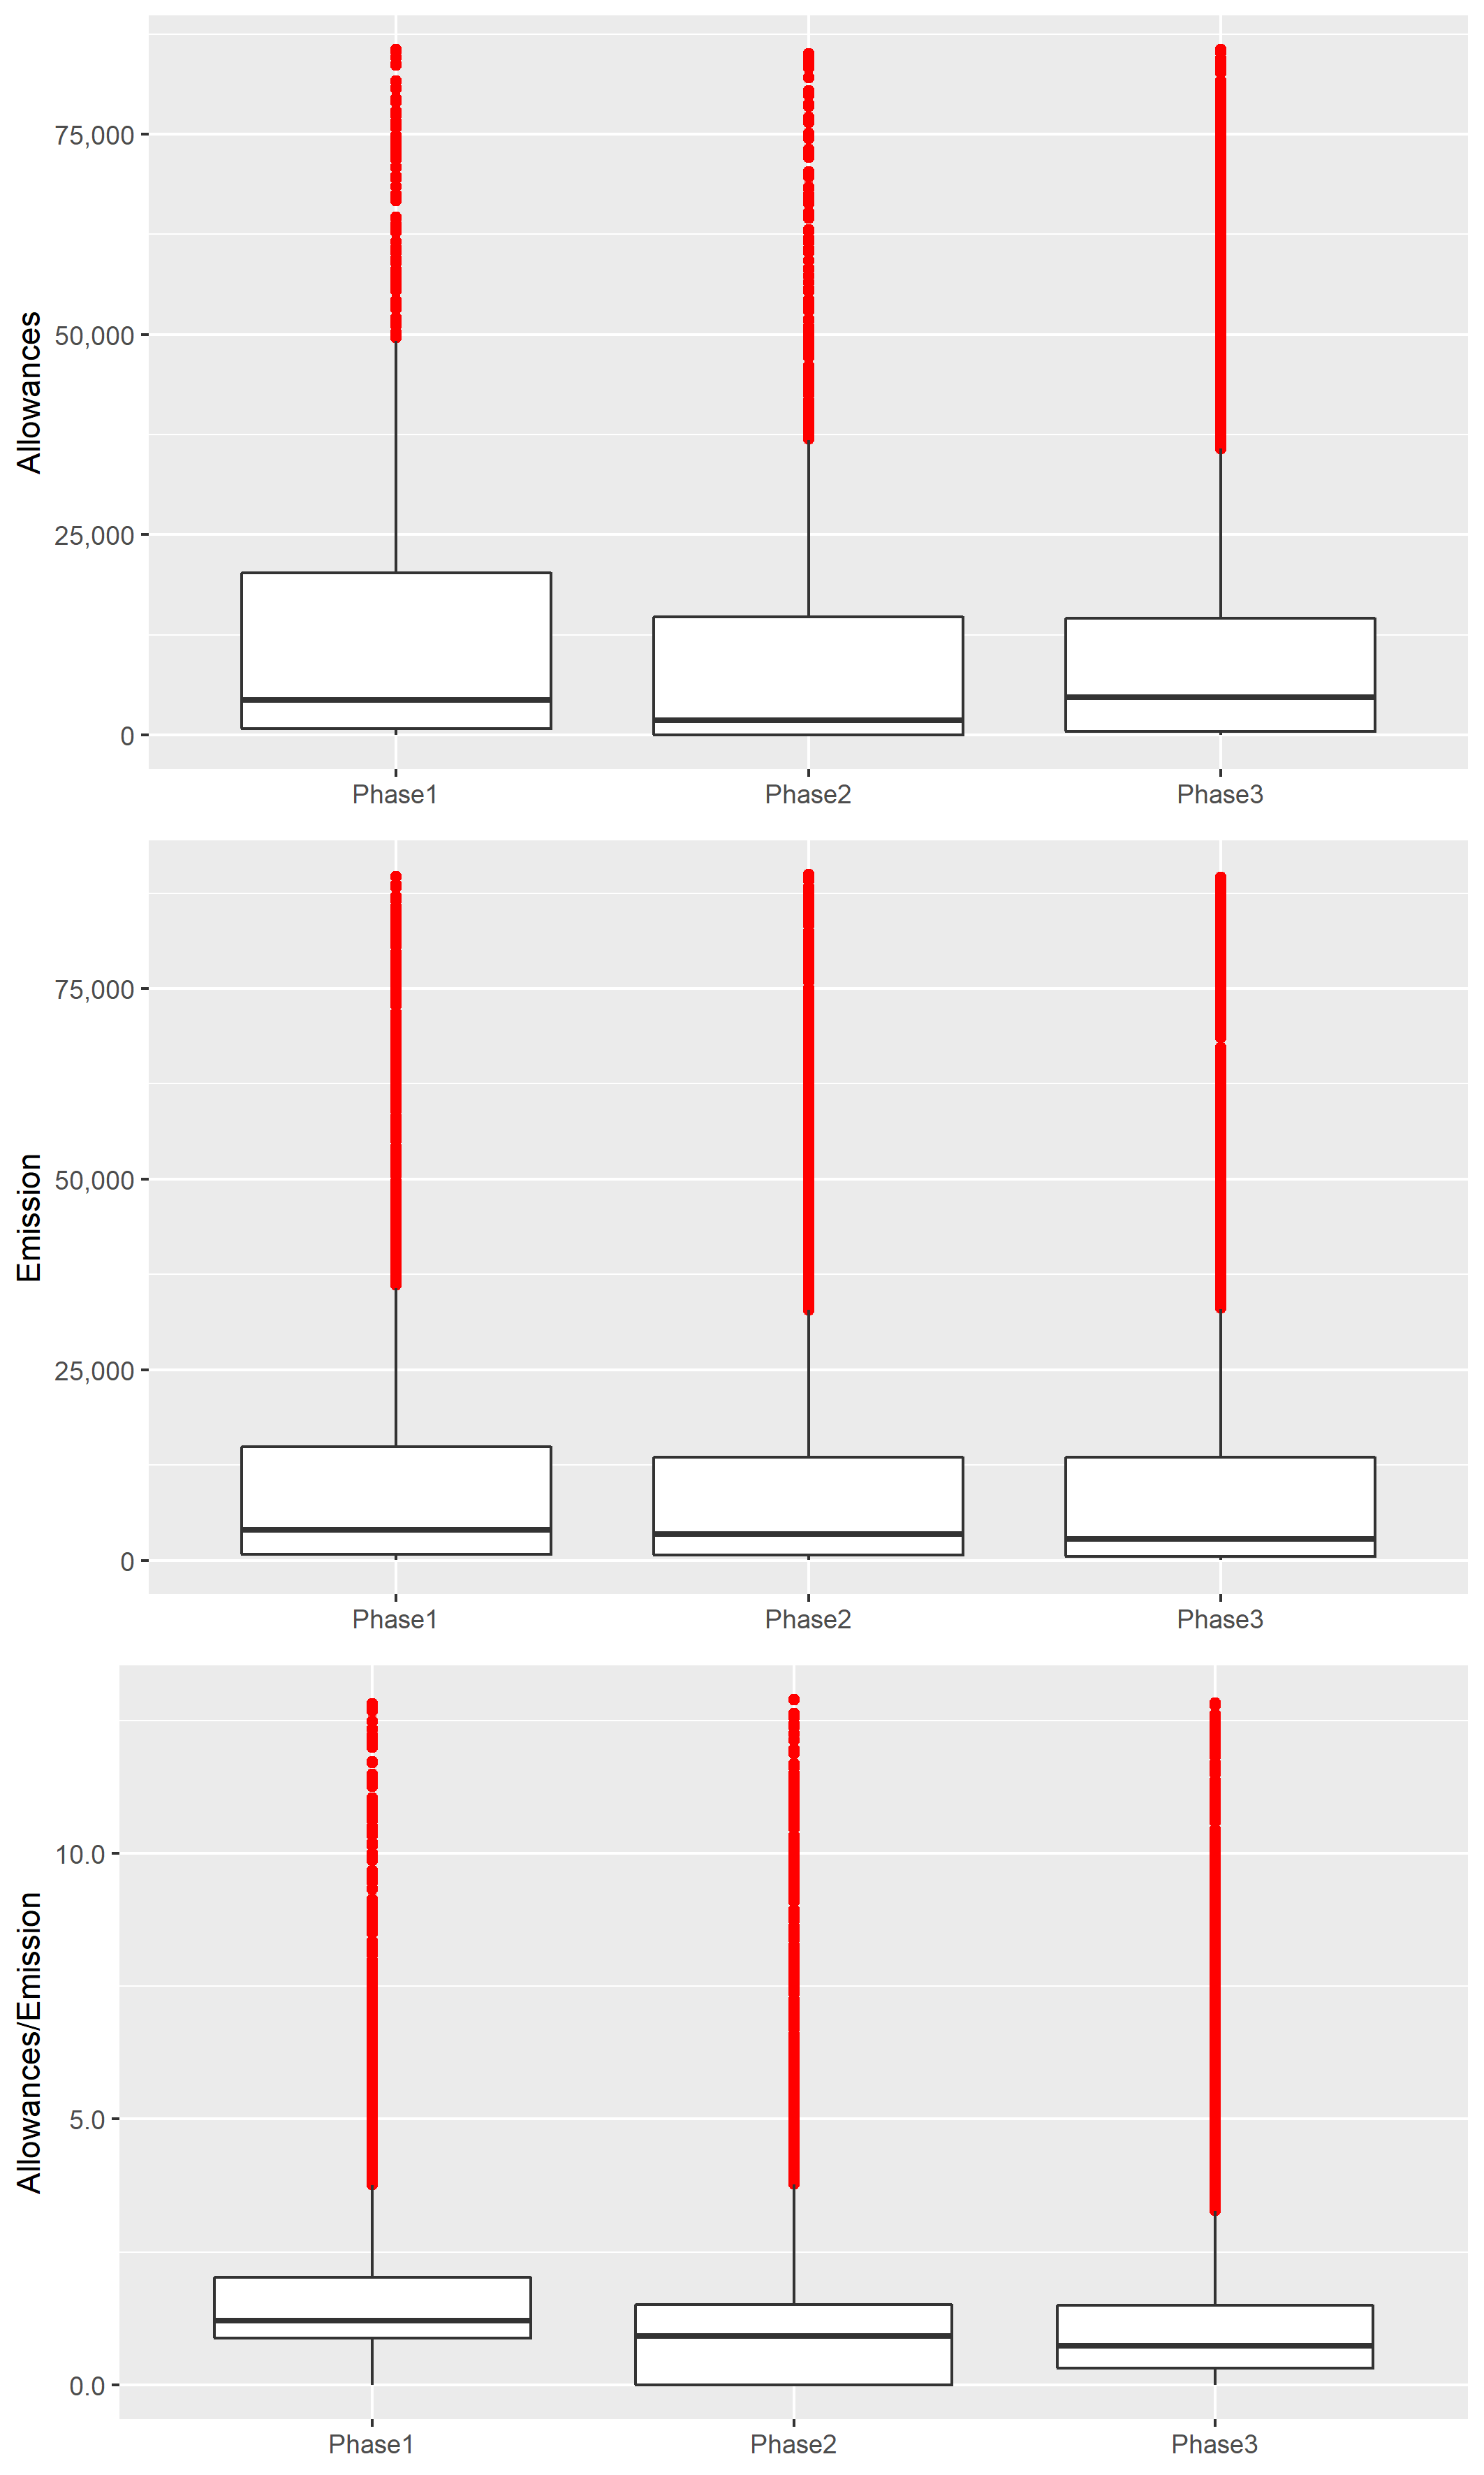 Allowances
75,000
50,000
25,000
0
Phase1 Phase2 Phase3
Emission
75,000
50,000
25,000
0
Phase1 Phase2 Phase3
Allowances/Emission
10.0
5.0
0.0
Phase1 Phase2 Phase3